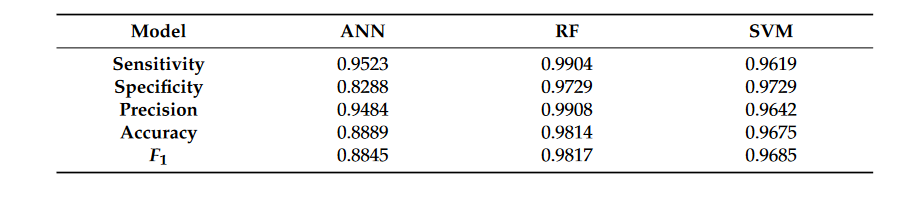 Model ANN RF SVM
Sensitivity 0.9523 0.9904 0.9619
Specificity 0.8288 0.9729 0.9729
Precision 0.9484 0.9908 0.9642
Accuracy 0.8889 0.9814 0.9675
F1 0.8845 0.9817 0.9685